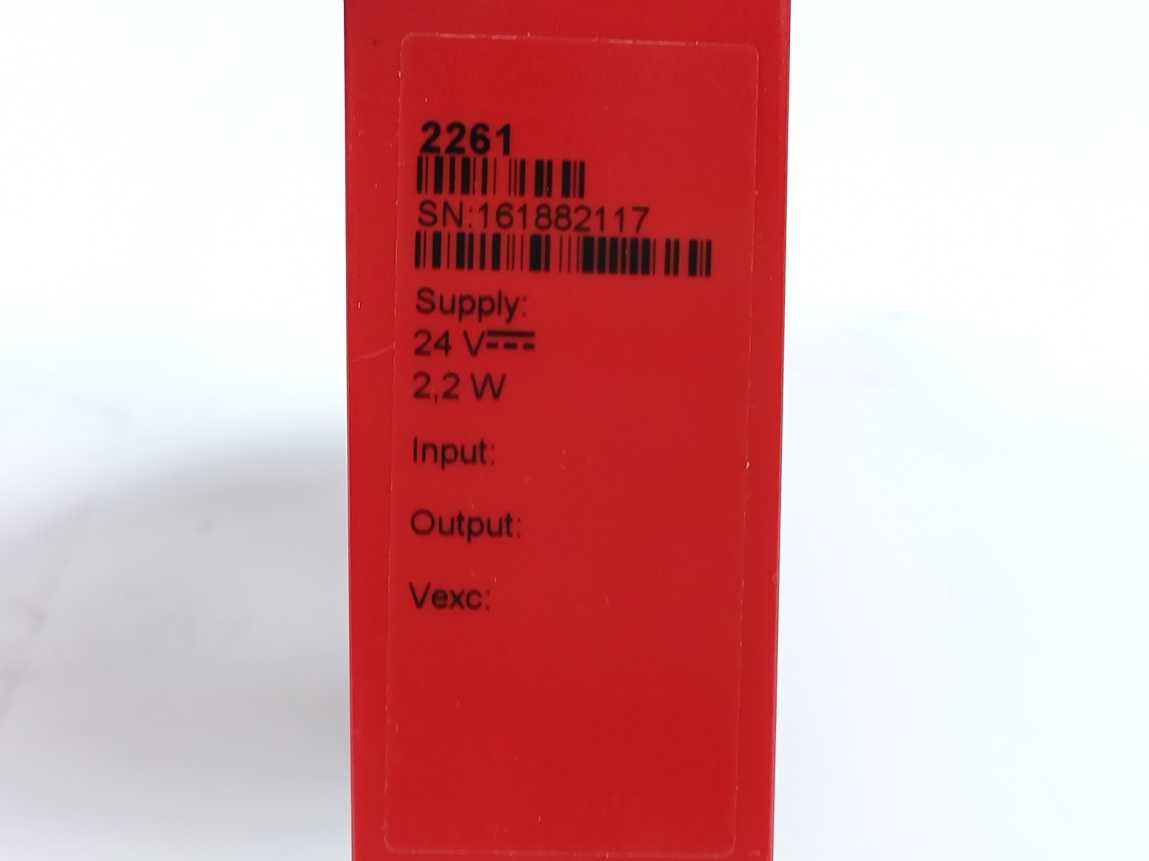 2261
SN:161882117
Supply:
24 V⎓
2,2 W
Input:
Output:
Vexc: